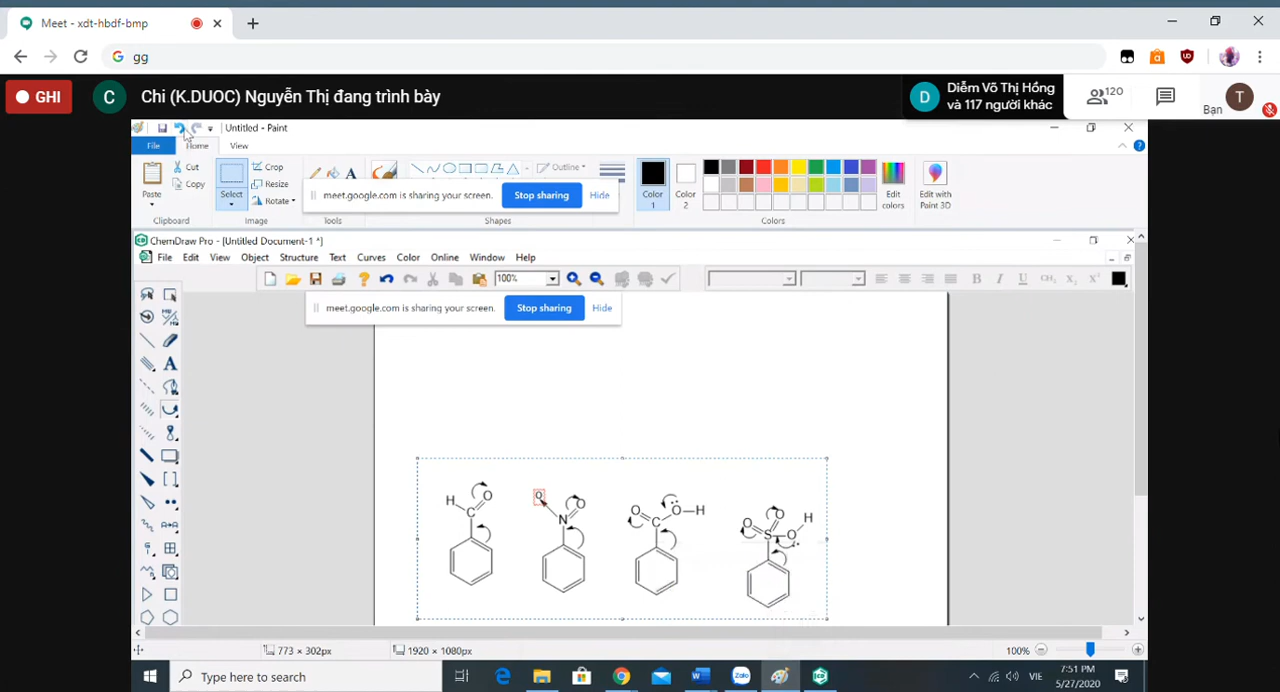 Meet - xdt-hbdf-bmp
gg
GHI
C
Chi (K.DUOC) Nguyễn Thị đang trình bày
D
Diễm Võ Thị Hồng
và 117 người khác
120
Bạn
T
Untitled - Paint
File
Home
View
Paste
Cut
Copy
Clipboard
Select
Crop
Resize
Rotate
Image
A
Tools
Outline
Shapes
meet.google.com is sharing your screen.
Stop sharing
Hide
Color
1
Color
2
Edit
colors
Edit with
Paint 3D
Colors
ChemDraw Pro - [Untitled Document-1 *]
File
Edit
View
Object
Structure
Text
Curves
Color
Online
Window
Help
100%
B
I
U
CH₂
X₂
X²
meet.google.com is sharing your screen.
Stop sharing
Hide
A
H
O
C
O
O
N
O
C
O-H
O
O
S
O
H
773 × 302px
1920 × 1080px
100%
Type here to search
Zalo
VIE
7:51 PM
5/27/2020